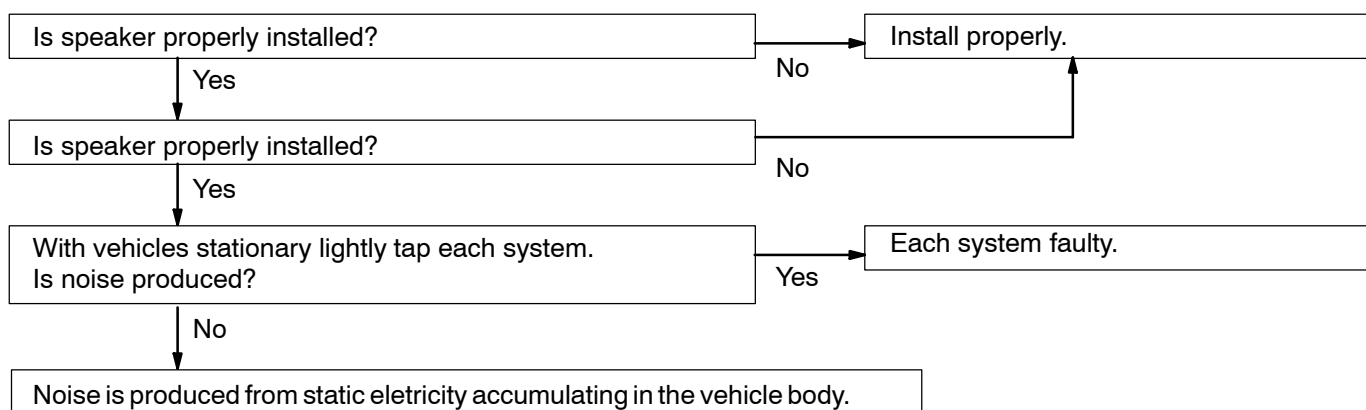 Is speaker properly installed?
Install properly.
No
Yes
Is speaker properly installed?
No
Yes
With vehicles stationary lightly tap each system.
Is noise produced?
Each system faulty.
Yes
No
Noise is produced from static eletricity accumulating in the vehicle body.